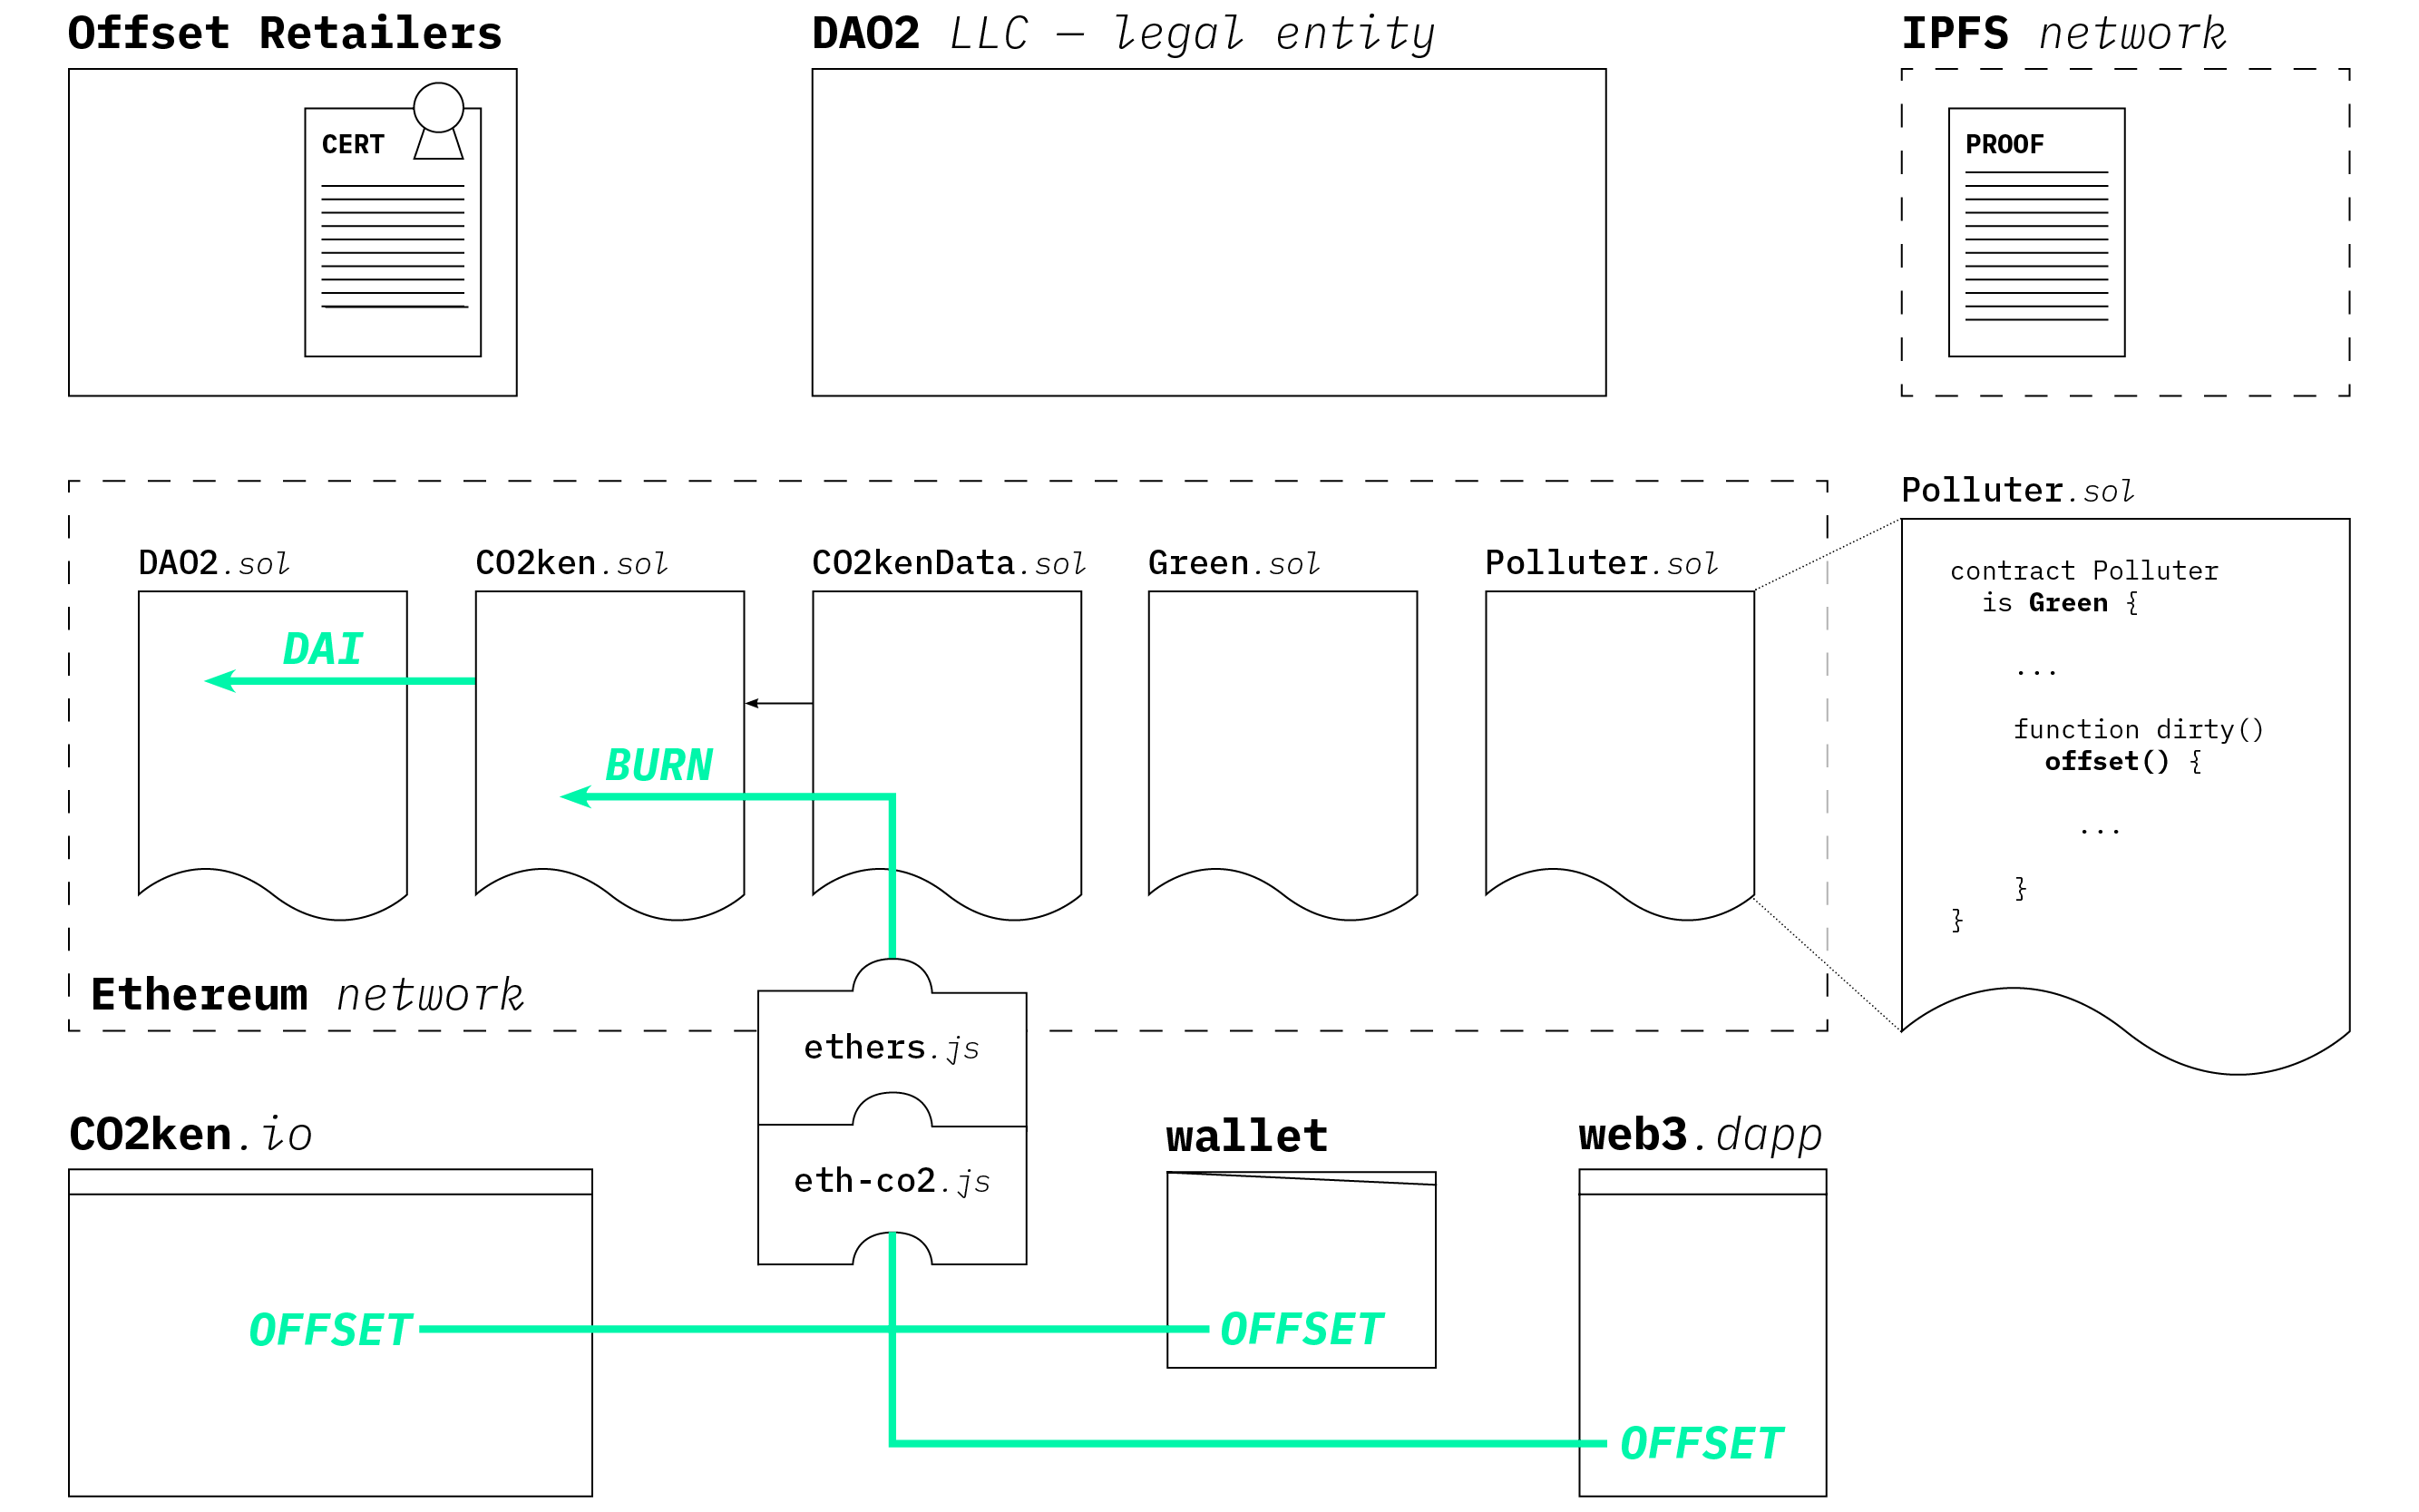 Offset Retailers
DAO2 LLC — legal entity
IPFS network
CERT
PROOF
Polluter.sol
DAO2.sol
CO2ken.sol
CO2kenData.sol
Green.sol
Polluter.sol
contract Polluter
is Green {
...
function dirty()
offset() {
...
}
}
DAI
BURN
Ethereum network
ethers.js
eth-co2.js
CO2ken.io
wallet
web3.dapp
OFFSET
OFFSET
OFFSET